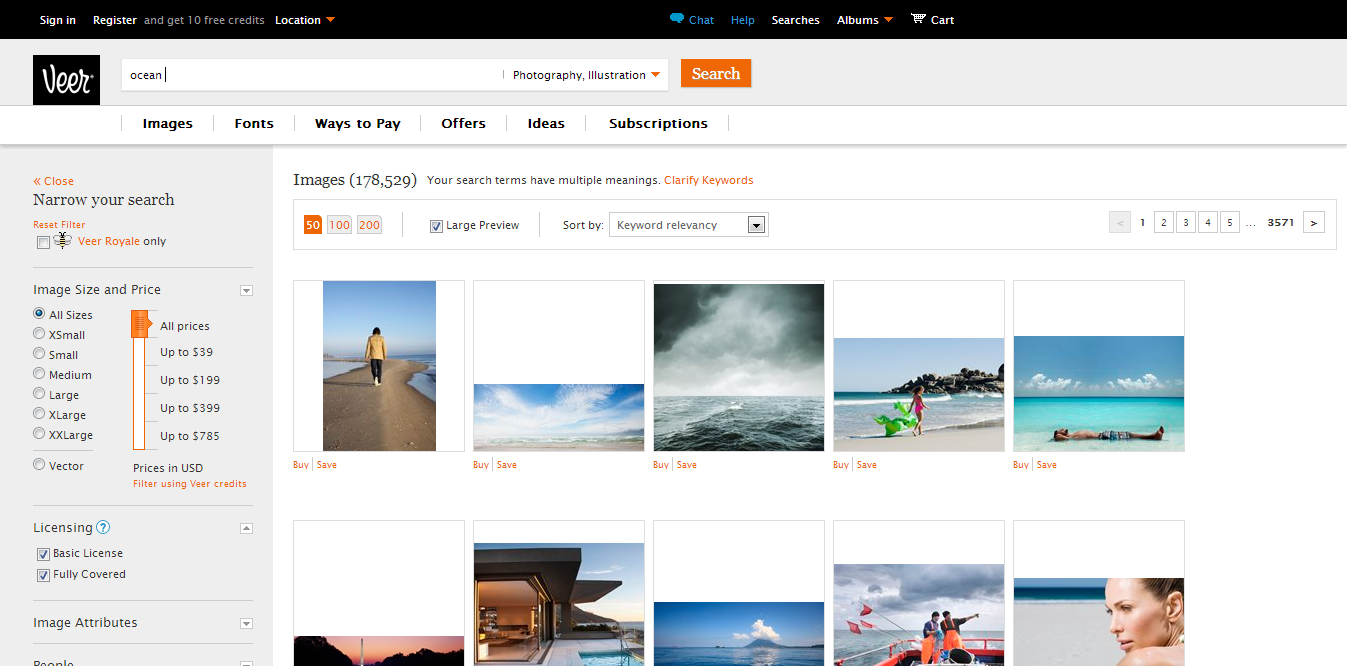 Sign in Register and get 10 free credits Location Chat Help Searches Albums Cart
Veer
ocean Photography, Illustration Search
Images Fonts Ways to Pay Offers Ideas Subscriptions
« Close
Narrow your search
Reset Filter
Veer Royale only
Image Size and Price
All Sizes
XSmall
Small
Medium
Large
XLarge
XXLarge
Vector
All prices
Up to $39
Up to $199
Up to $399
Up to $785
Prices in USD
Filter using Veer credits
Licensing ?
Basic License
Fully Covered
Image Attributes
People
Images (178,529) Your search terms have multiple meanings. Clarify Keywords
50 100 200 Large Preview Sort by: Keyword relevancy < 1 2 3 4 5 ... 3571 >
Buy Save Buy Save Buy Save Buy Save Buy Save